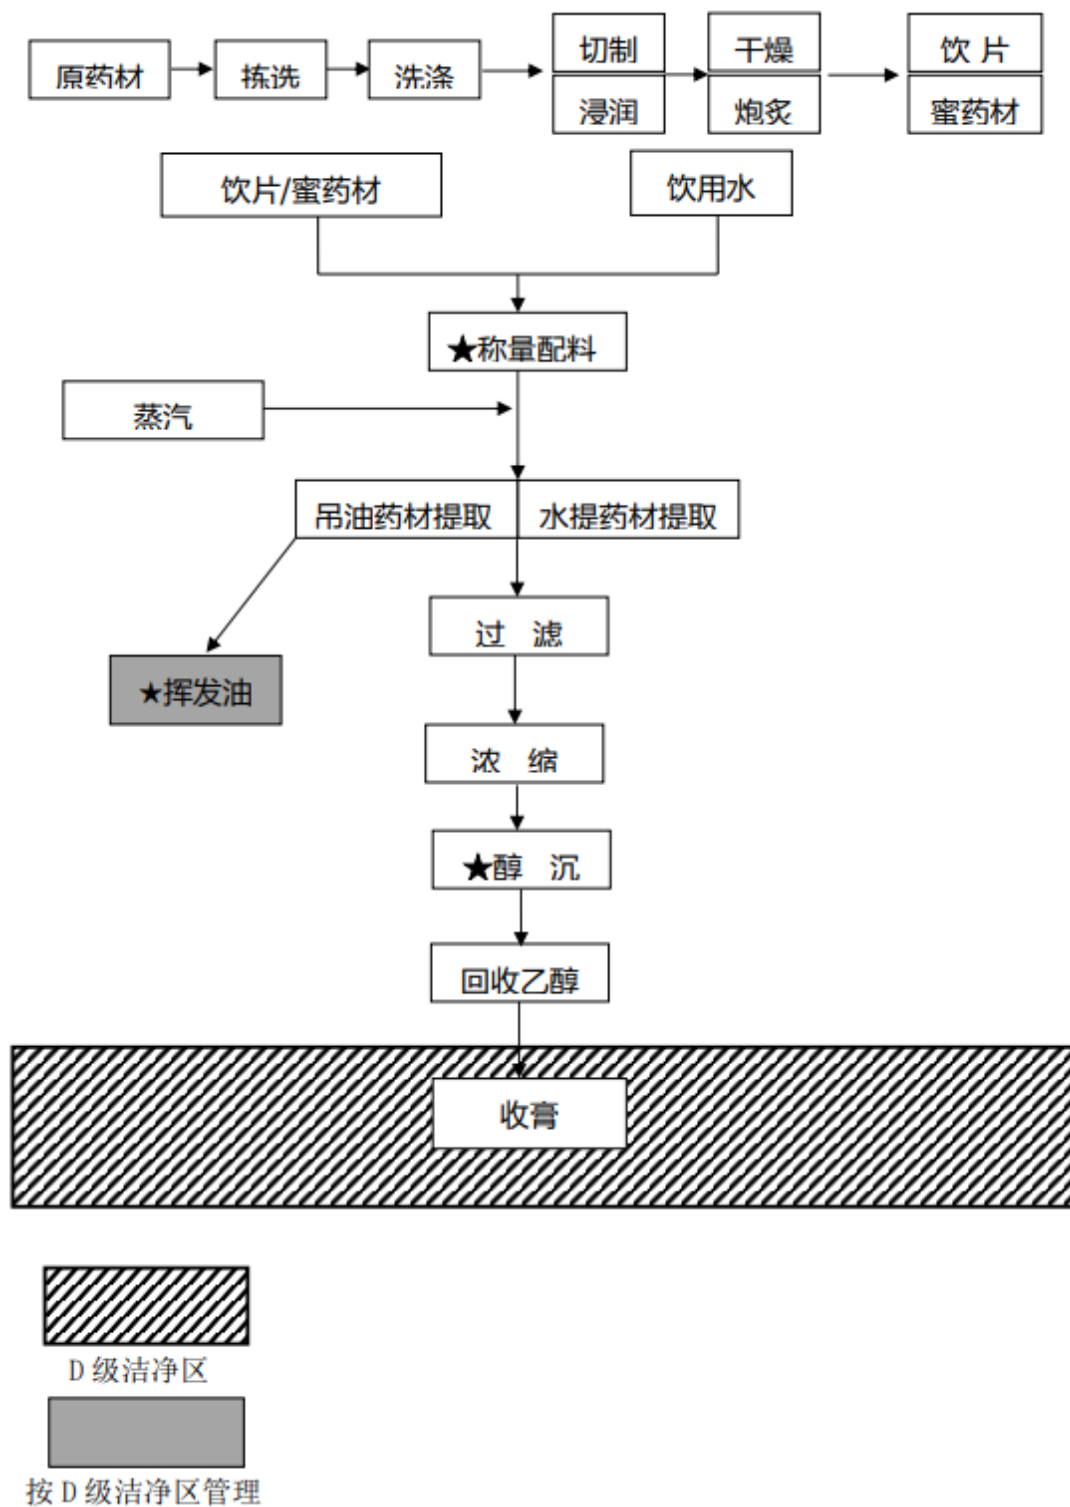 原药材
拣选
洗涤
切制
浸润
干燥
炮炙
饮 片
蜜药材
饮片/蜜药材
饮用水
★称量配料
蒸汽
吊油药材提取
水提药材提取
过 滤
★挥发油
浓 缩
★醇 沉
回收乙醇
收膏
D 级洁净区
按 D 级洁净区管理